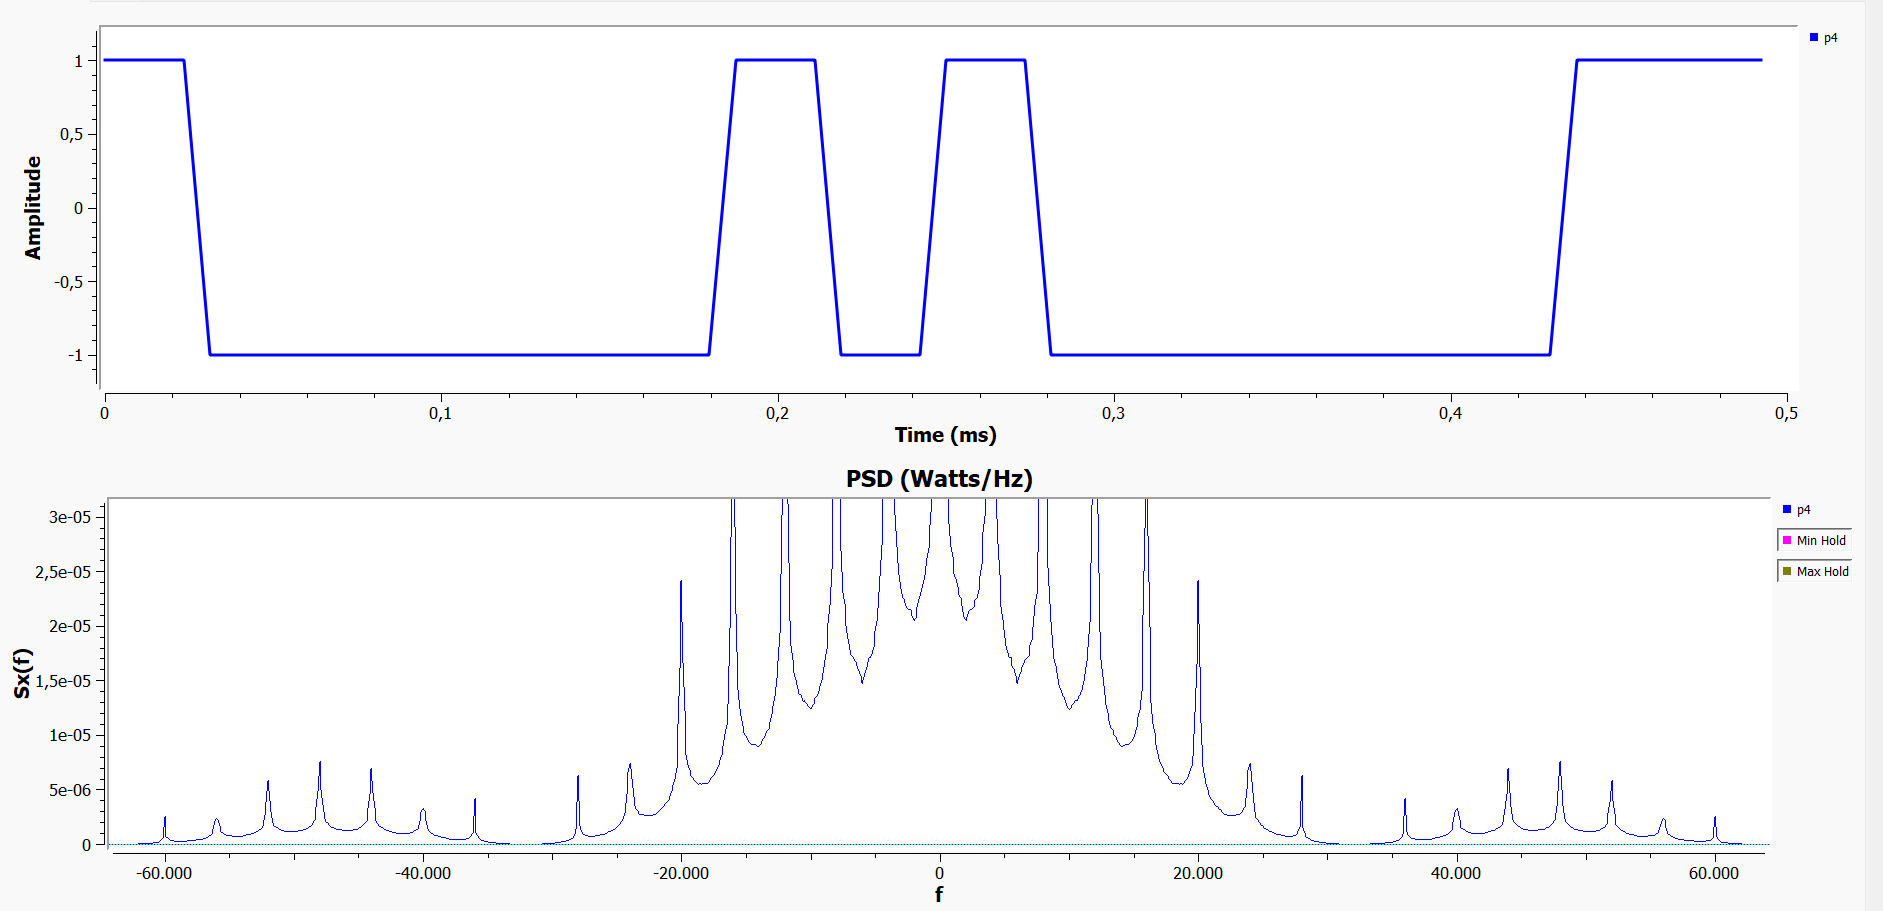 p4
1
0,5
0
-0,5
-1
Amplitude
0 0,1 0,2 0,3 0,4 0,5
Time (ms)
PSD (Watts/Hz)
p4
Min Hold
Max Hold
3e-05
2,5e-05
2e-05
1,5e-05
1e-05
5e-06
0
Sx(f)
-60.000 -40.000 -20.000 0 20.000 40.000 60.000
f